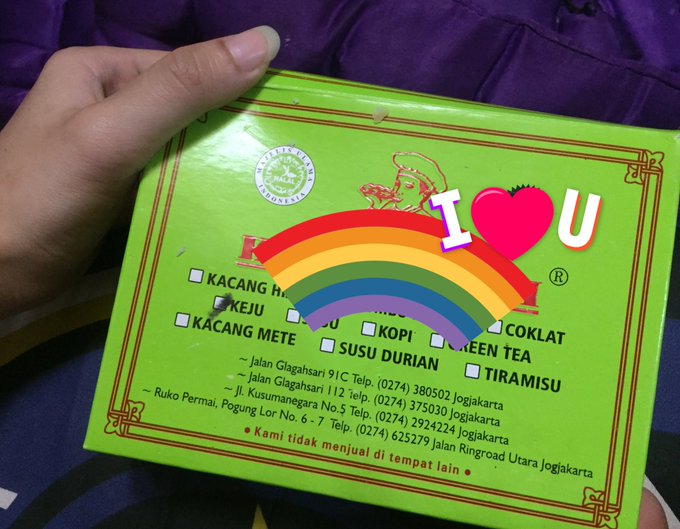 MAJELIS ULAMA INDONESIA
HALAL
I U
®
KACANG
KEJU KOPI COKLAT
KACANG METE SUSU DURIAN GREEN TEA
TIRAMISU
~ Jalan Glagahsari 91C Telp. (0274) 380502 Jogjakarta
~ Jalan Glagahsari 112 Telp. (0274) 375030 Jogjakarta
~ Jl. Kusumanegara No.5 Telp. (0274) 2924224 Jogjakarta
~ Ruko Permai, Pogung Lor No. 6 - 7 Telp. (0274) 625279 Jalan Ringroad Utara Jogjakarta
• Kami tidak menjual di tempat lain •